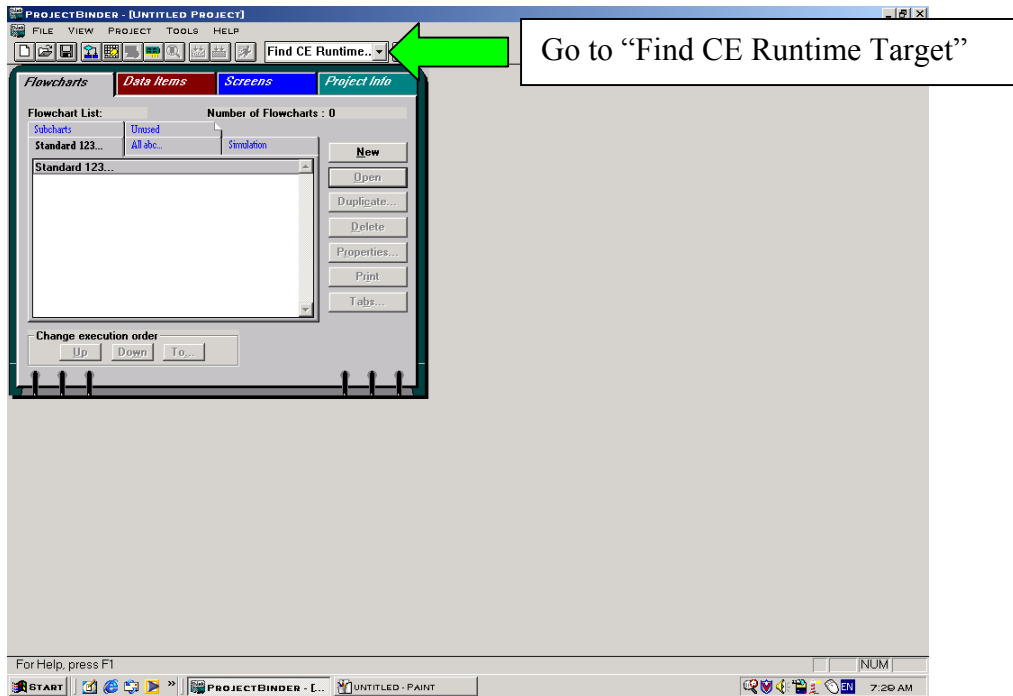 PROJECTBINDER - [UNTITLED PROJECT]
FILE VIEW PROJECT TOOLS HELP
Find CE Runtime..
Go to “Find CE Runtime Target”
Flowcharts Data Items Screens Project Info
Flowchart List: Number of Flowcharts : 0
Subcharts Unused
Standard 123... All abc... Simulation
Standard 123...
New
Open
Duplicate...
Delete
Properties...
Print
Tabs...
Change execution order
Up Down To...
For Help, press F1 NUM
START » PROJECTBINDER - [... UNTITLED - PAINT EN 7:29 AM